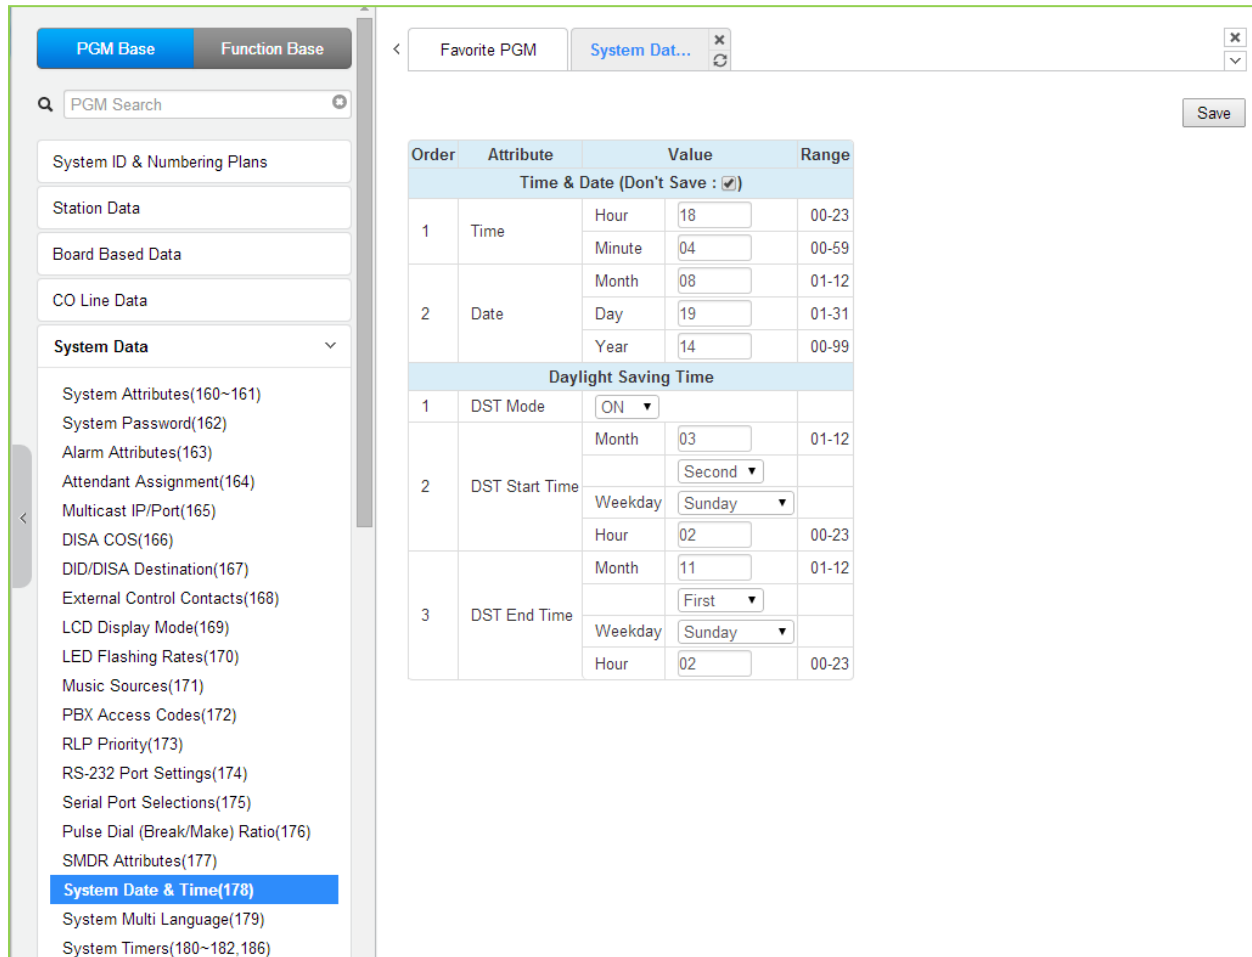 PGM Base Function Base
PGM Search
System ID & Numbering Plans
Station Data
Board Based Data
CO Line Data
System Data
System Attributes(160~161)
System Password(162)
Alarm Attributes(163)
Attendant Assignment(164)
Multicast IP/Port(165)
DISA COS(166)
DID/DISA Destination(167)
External Control Contacts(168)
LCD Display Mode(169)
LED Flashing Rates(170)
Music Sources(171)
PBX Access Codes(172)
RLP Priority(173)
RS-232 Port Settings(174)
Serial Port Selections(175)
Pulse Dial (Break/Make) Ratio(176)
SMDR Attributes(177)
System Date & Time(178)
System Multi Language(179)
System Timers(180~182,186)
Favorite PGM System Dat...
Save
Order Attribute Value Range
Time & Date (Don't Save : )
1 Time Hour 18 00-23
Minute 04 00-59
2 Date Month 08 01-12
Day 19 01-31
Year 14 00-99
Daylight Saving Time
1 DST Mode ON
2 DST Start Time Month 03 01-12
Second
Weekday Sunday
Hour 02 00-23
3 DST End Time Month 11 01-12
First
Weekday Sunday
Hour 02 00-23